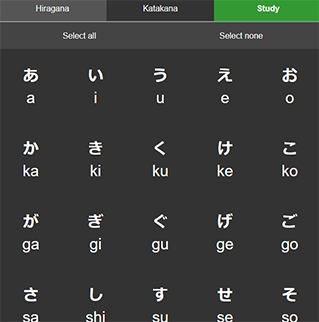 Hiragana Katakana Study
Select all Select none
あ い う え お
a i u e o
か き く け こ
ka ki ku ke ko
が ぎ ぐ げ ご
ga gi gu ge go
さ し す せ そ
sa shi su se so